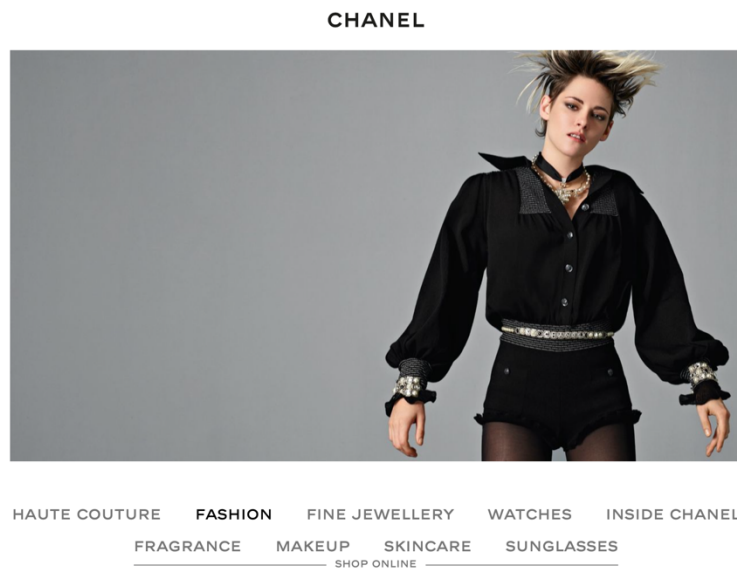 CHANEL
HAUTE COUTURE FASHION FINE JEWELLERY WATCHES INSIDE CHANEL
FRAGRANCE MAKEUP SKINCARE SUNGLASSES
SHOP ONLINE